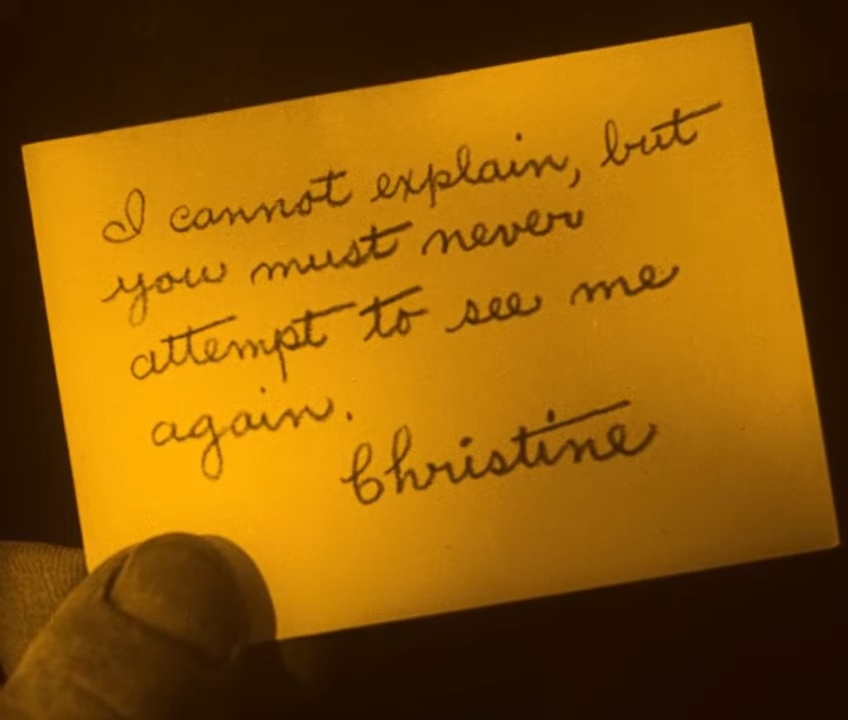 I cannot explain, but
you must never
attempt to see me
again.
Christine